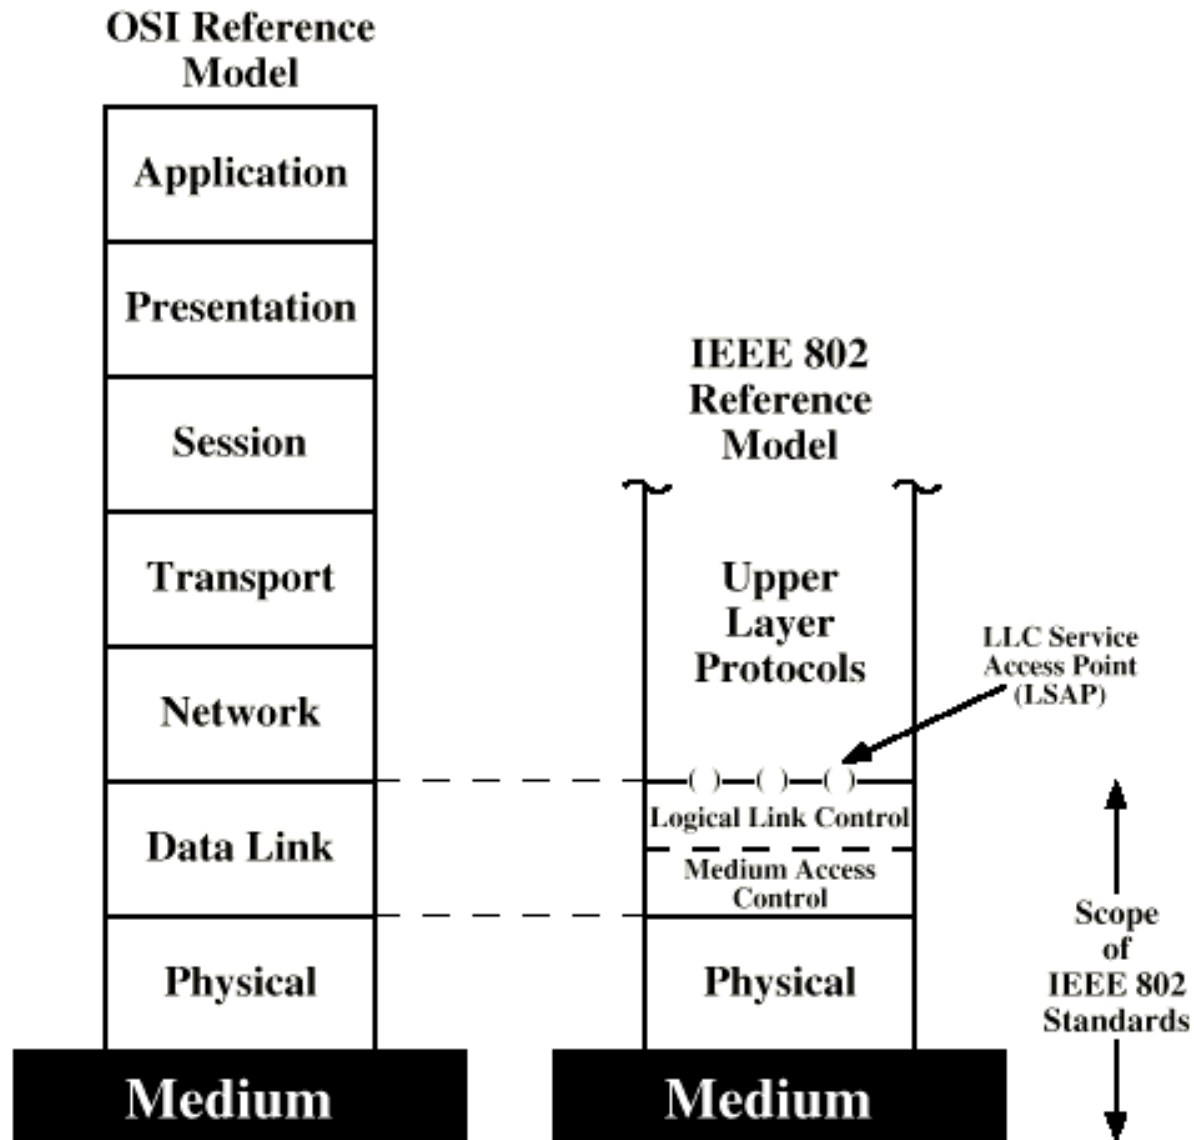 OSI Reference
Model
Application
Presentation
Session
Transport
Network
Data Link
Physical
Medium
IEEE 802
Reference
Model
Upper
Layer
Protocols
LLC Service
Access Point
(LSAP)
Logical Link Control
Medium Access
Control
Physical
Medium
Scope
of
IEEE 802
Standards